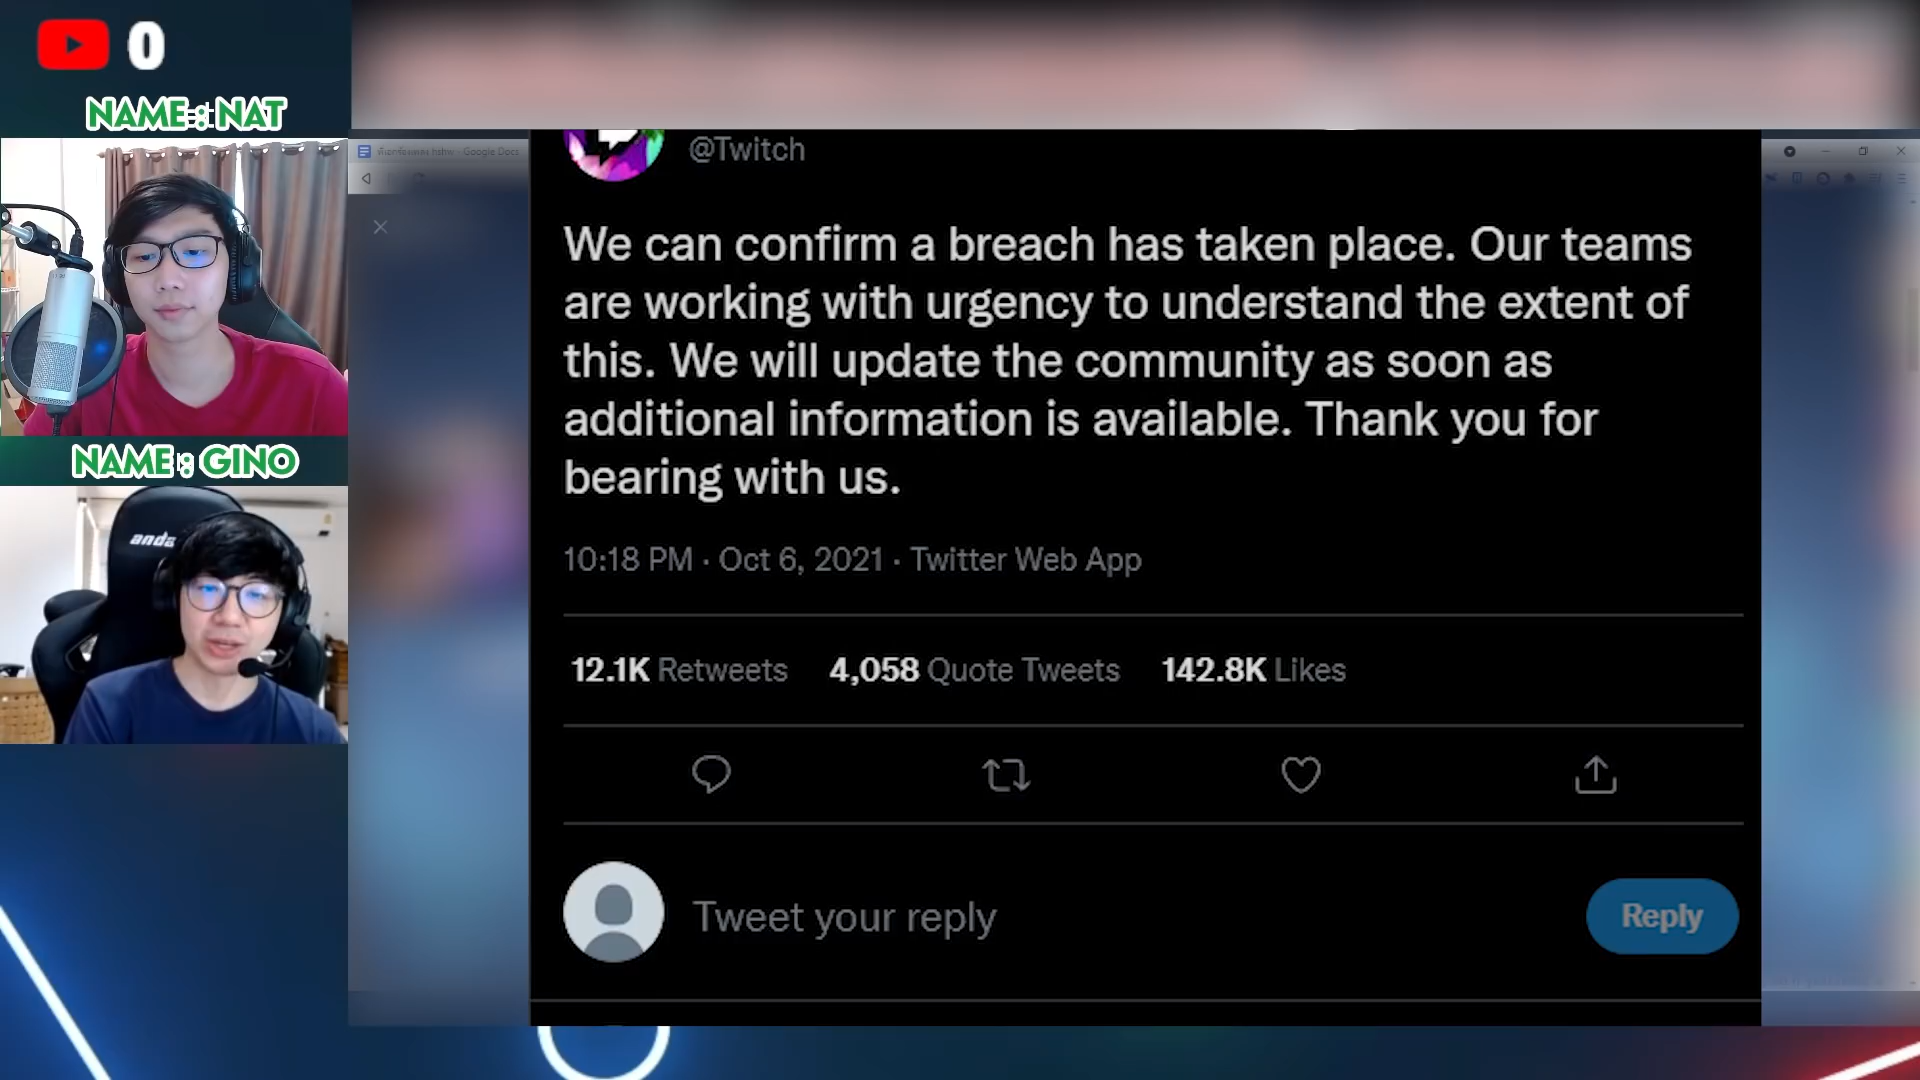 0
NAME : NAT
NAME : GINO
anda
Google Docs
@Twitch
We can confirm a breach has taken place. Our teams
are working with urgency to understand the extent of
this. We will update the community as soon as
additional information is available. Thank you for
bearing with us.
10:18 PM · Oct 6, 2021 · Twitter Web App
12.1K Retweets 4,058 Quote Tweets 142.8K Likes
Tweet your reply
Reply